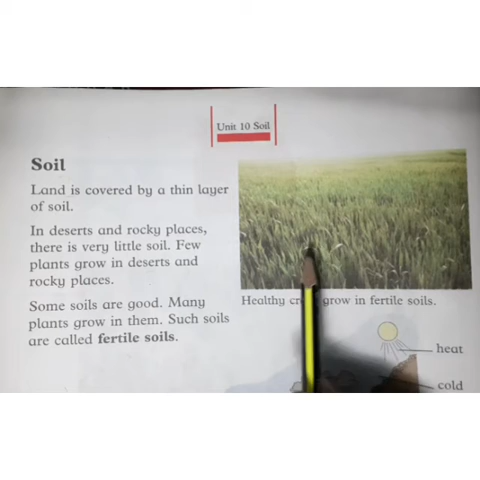 Unit 10 Soil
Soil
Land is covered by a thin layer
of soil.
In deserts and rocky places,
there is very little soil. Few
plants grow in deserts and
rocky places.
Some soils are good. Many
plants grow in them. Such soils
are called fertile soils.
Healthy grow in fertile soils.
heat
cold